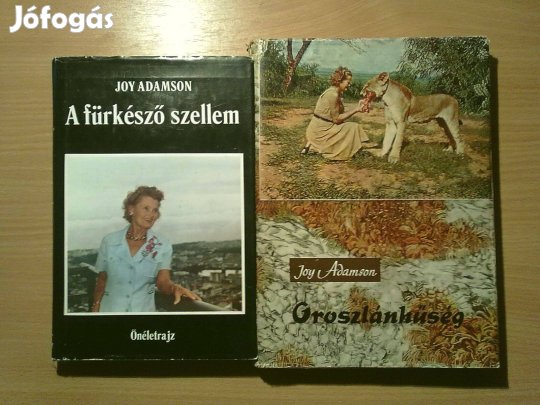 Jófogás
JOY ADAMSON
A fürkésző szellem
Önéletrajz
Joy Adamson
Oroszlánhűség